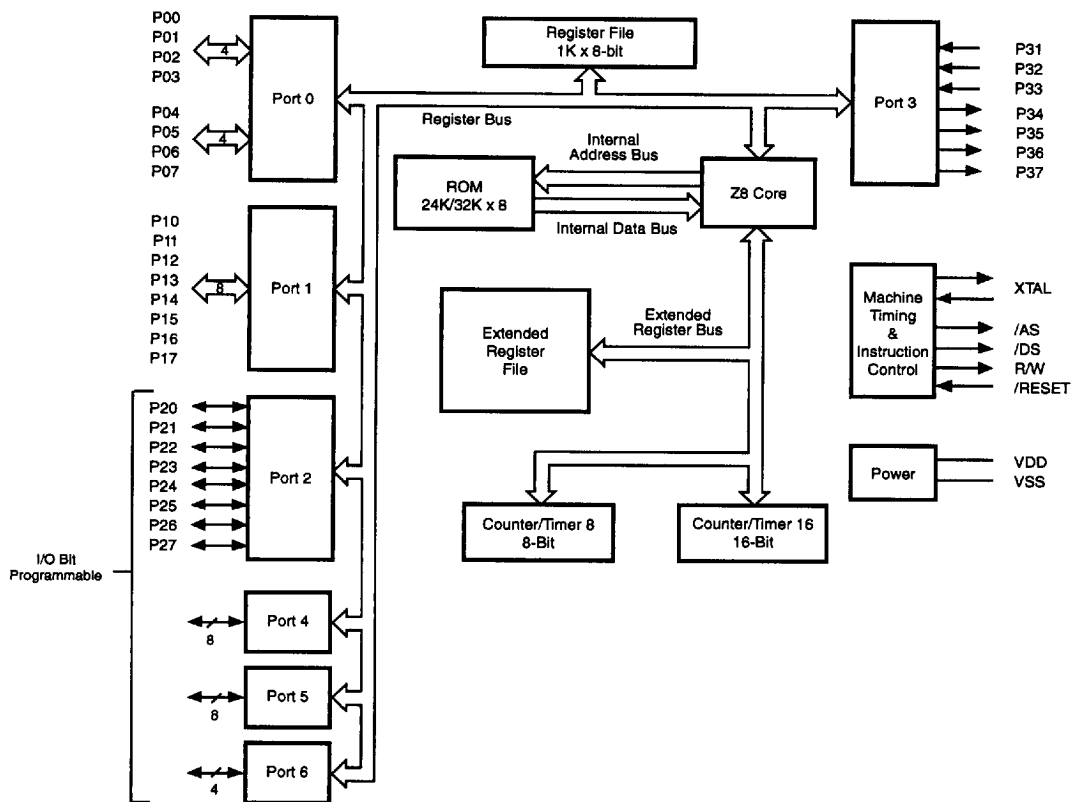 P00
P01
P02
P03
4
P04
P05
P06
P07
4
Port 0
Register File
1K x 8-bit
Register Bus
Port 3
P31
P32
P33
P34
P35
P36
P37
Internal
Address Bus
ROM
24K/32K x 8
Internal Data Bus
Z8 Core
P10
P11
P12
P13
P14
P15
P16
P17
8
Port 1
Extended
Register
File
Extended
Register Bus
Machine
Timing
&
Instruction
Control
XTAL
/AS
/DS
R/W
/RESET
P20
P21
P22
P23
P24
P25
P26
P27
Port 2
Power
VDD
VSS
Counter/Timer 8
8-Bit
Counter/Timer 16
16-Bit
I/O Bit
Programmable
8
Port 4
8
Port 5
4
Port 6